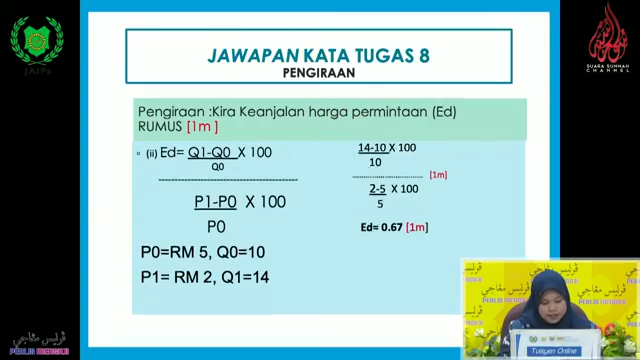 JAIPs
SUARA SUNNAH
CHANNEL
JAWAPAN KATA TUGAS 8
PENGIRAAN
Pengiraan :Kira Keanjalan harga permintaan (Ed)
RUMUS [1m ]
(ii) Ed= Q1-Q0 X 100
Q0
P1-P0 X 100
P0
P0=RM 5, Q0=10
P1= RM 2, Q1=14
14-10 X 100
10
[1m]
2-5 X 100
5
Ed= 0.67 [1m]
ڤرليس مڠاجي
PERLIS MENGAJI
Tuisyen Online